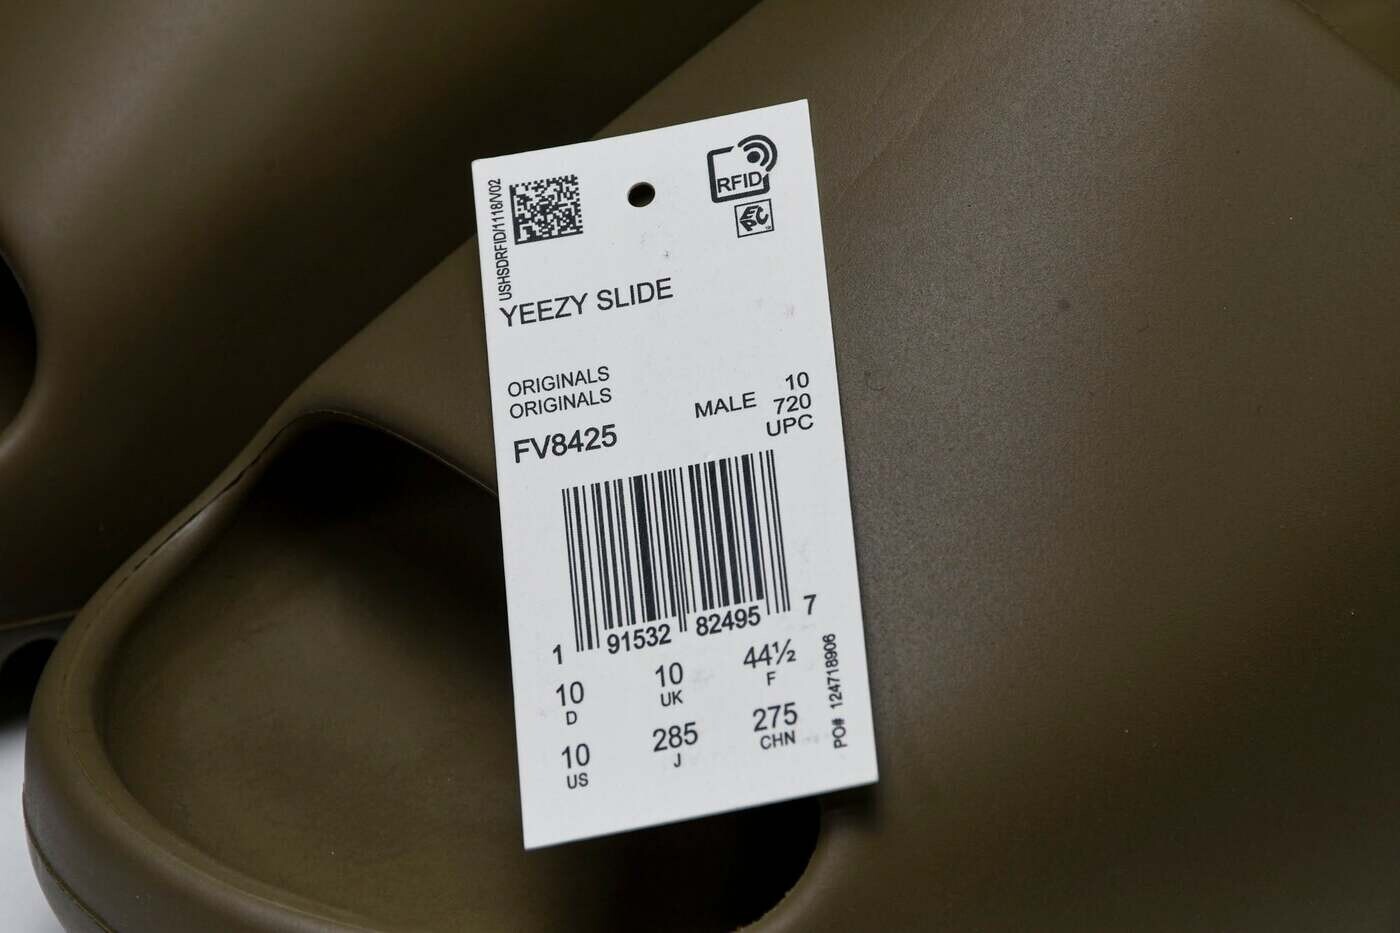 USHSDRFID/1118/V02
RFID
EPC
YEEZY SLIDE
ORIGINALS
ORIGINALS
10
MALE 720
FV8425
UPC
1 91532 82495 7
10 10 44½
D UK F
10 285 275
US J CHN
PO# 124718906